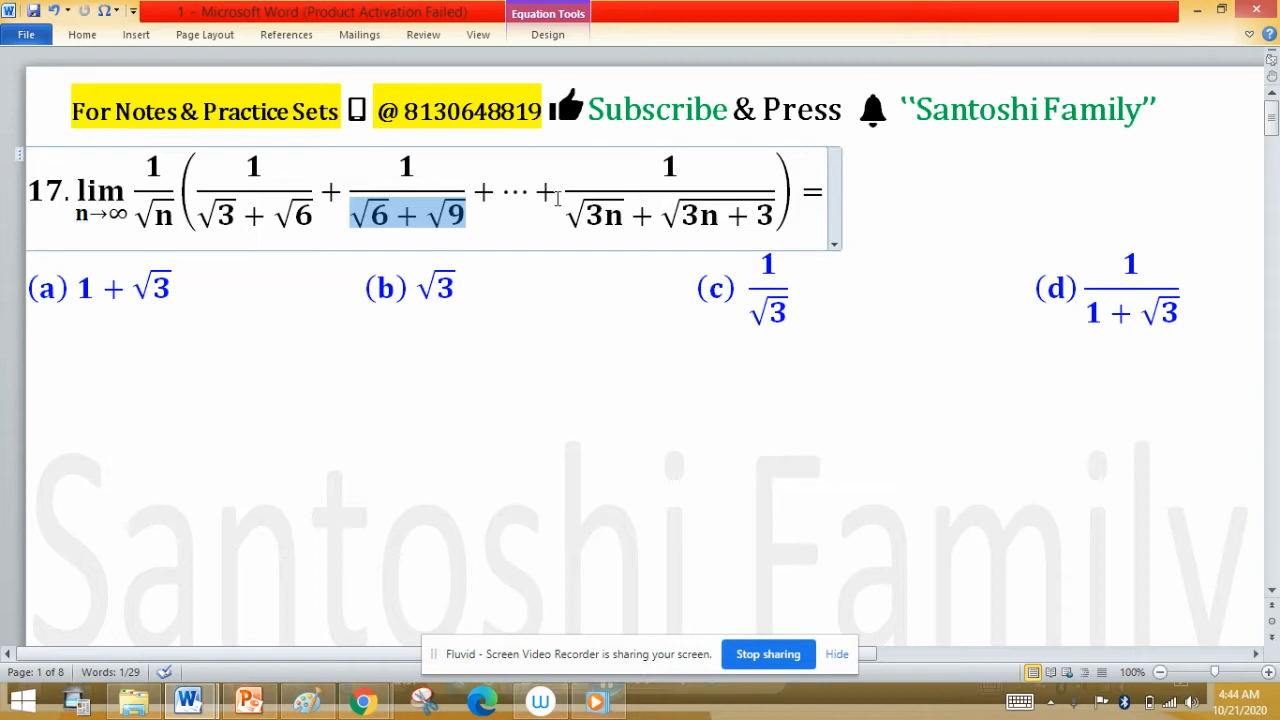 1 - Microsoft Word (Product Activation Failed)
Equation Tools
File Home Insert Page Layout References Mailings Review View Design
For Notes & Practice Sets @ 8130648819 Subscribe & Press "Santoshi Family"
17. lim n→∞ 1/√n (1/(√3 + √6) + 1/(√6 + √9) + ⋯ + 1/(√3n + √3n + 3)) =
(a) 1 + √3 (b) √3 (c) 1/√3 (d) 1/(1 + √3)
Santoshi Family
Fluvid - Screen Video Recorder is sharing your screen. Stop sharing Hide
Page: 1 of 8 Words: 1/29 100%
4:44 AM
10/21/2020